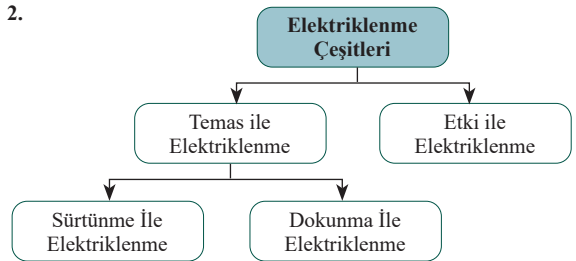 2.
Elektriklenme
Çeşitleri
Temas ile
Elektriklenme
Etki ile
Elektriklenme
Sürtünme İle
Elektriklenme
Dokunma İle
Elektriklenme